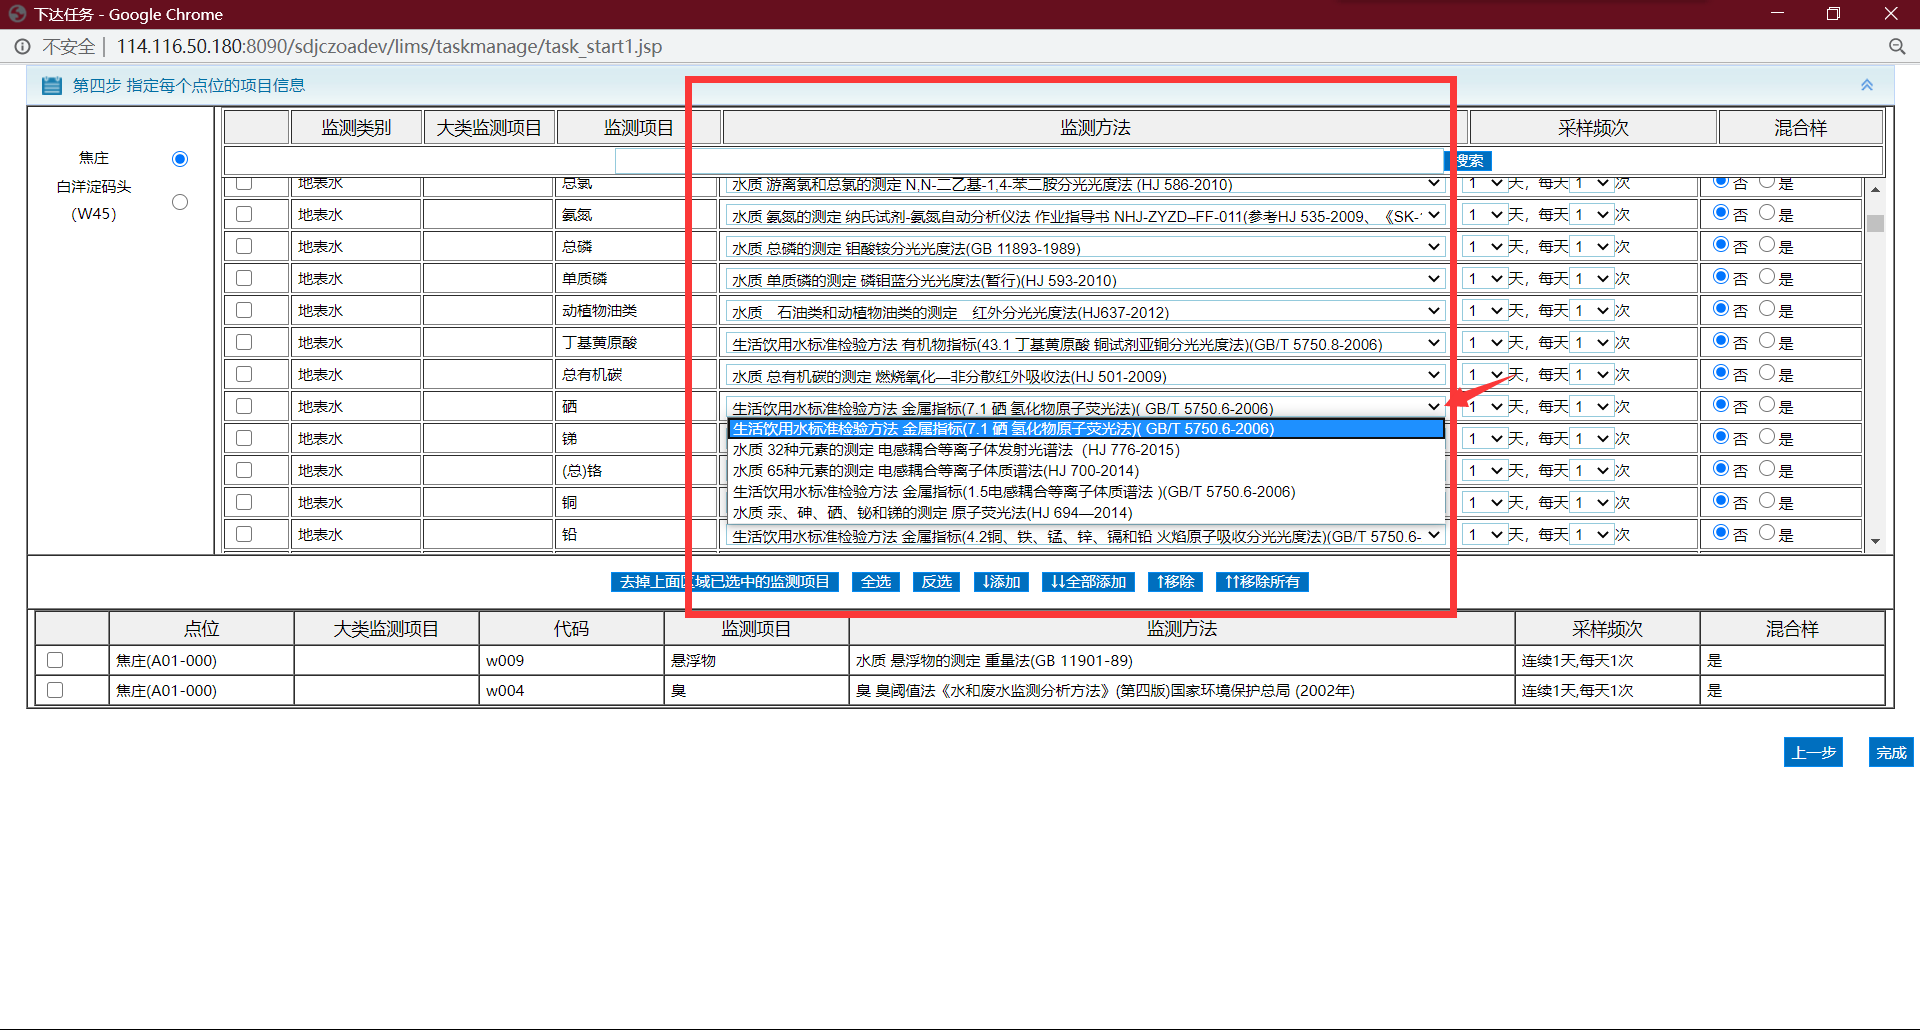 下达任务 - Google Chrome
不安全 | 114.116.50.180:8090/sdjczoadev/lims/taskmanage/task_start1.jsp
第四步 指定每个点位的项目信息
焦庄
白洋淀码头
(W45)
监测类别 大类监测项目 监测项目 监测方法 采样频次 混合样
搜索
地表水 总氯 水质 游离氯和总氯的测定 N,N-二乙基-1,4-苯二胺分光光度法 (HJ 586-2010) 1 天，每天 1 次 否 是
地表水 氨氮 水质 氨氮的测定 纳氏试剂-氨氮自动分析仪法 作业指导书 NHJ-ZYZD–FF-011(参考HJ 535-2009、《SK- 1 天，每天 1 次 否 是
地表水 总磷 水质 总磷的测定 钼酸铵分光光度法(GB 11893-1989) 1 天，每天 1 次 否 是
地表水 单质磷 水质 单质磷的测定 磷钼蓝分光光度法(暂行)(HJ 593-2010) 1 天，每天 1 次 否 是
地表水 动植物油类 水质　石油类和动植物油类的测定　红外分光光度法(HJ637-2012) 1 天，每天 1 次 否 是
地表水 丁基黄原酸 生活饮用水标准检验方法 有机物指标(43.1 丁基黄原酸 铜试剂亚铜分光光度法)(GB/T 5750.8-2006) 1 天，每天 1 次 否 是
地表水 总有机碳 水质 总有机碳的测定 燃烧氧化—非分散红外吸收法(HJ 501-2009) 1 天，每天 1 次 否 是
地表水 硒 生活饮用水标准检验方法 金属指标(7.1 硒 氢化物原子荧光法)( GB/T 5750.6-2006) 1 天，每天 1 次 否 是
生活饮用水标准检验方法 金属指标(7.1 硒 氢化物原子荧光法)( GB/T 5750.6-2006)
地表水 锑 1 天，每天 1 次 否 是
水质 32种元素的测定 电感耦合等离子体发射光谱法 (HJ 776-2015)
地表水 (总)铬 水质 65种元素的测定 电感耦合等离子体质谱法(HJ 700-2014) 1 天，每天 1 次 否 是
生活饮用水标准检验方法 金属指标(1.5电感耦合等离子体质谱法 )(GB/T 5750.6-2006)
地表水 铜 1 天，每天 1 次 否 是
水质 汞、砷、硒、铋和锑的测定 原子荧光法(HJ 694—2014)
地表水 铅 生活饮用水标准检验方法 金属指标(4.2铜、铁、锰、锌、镉和铅 火焰原子吸收分光光度法)(GB/T 5750.6- 1 天，每天 1 次 否 是
去掉上面区域已选中的监测项目 全选 反选 ↓添加 ↓↓全部添加 ↑移除 ↑↑移除所有
点位 大类监测项目 代码 监测项目 监测方法 采样频次 混合样
焦庄(A01-000) w009 悬浮物 水质 悬浮物的测定 重量法(GB 11901-89) 连续1天,每天1次 是
焦庄(A01-000) w004 臭 臭 臭阈值法《水和废水监测分析方法》(第四版)国家环境保护总局 (2002年) 连续1天,每天1次 是
上一步 完成